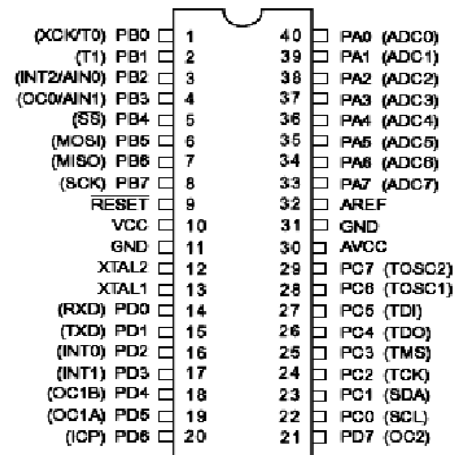 (XCK/T0) PB0 1 40 PA0 (ADC0)
(T1) PB1 2 39 PA1 (ADC1)
(INT2/AIN0) PB2 3 38 PA2 (ADC2)
(OC0/AIN1) PB3 4 37 PA3 (ADC3)
(SS) PB4 5 36 PA4 (ADC4)
(MOSI) PB5 6 35 PA5 (ADC5)
(MISO) PB6 7 34 PA6 (ADC6)
(SCK) PB7 8 33 PA7 (ADC7)
RESET 9 32 AREF
VCC 10 31 GND
GND 11 30 AVCC
XTAL2 12 29 PC7 (TOSC2)
XTAL1 13 28 PC6 (TOSC1)
(RXD) PD0 14 27 PC5 (TDI)
(TXD) PD1 15 26 PC4 (TDO)
(INT0) PD2 16 25 PC3 (TMS)
(INT1) PD3 17 24 PC2 (TCK)
(OC1B) PD4 18 23 PC1 (SDA)
(OC1A) PD5 19 22 PC0 (SCL)
(ICP) PD6 20 21 PD7 (OC2)